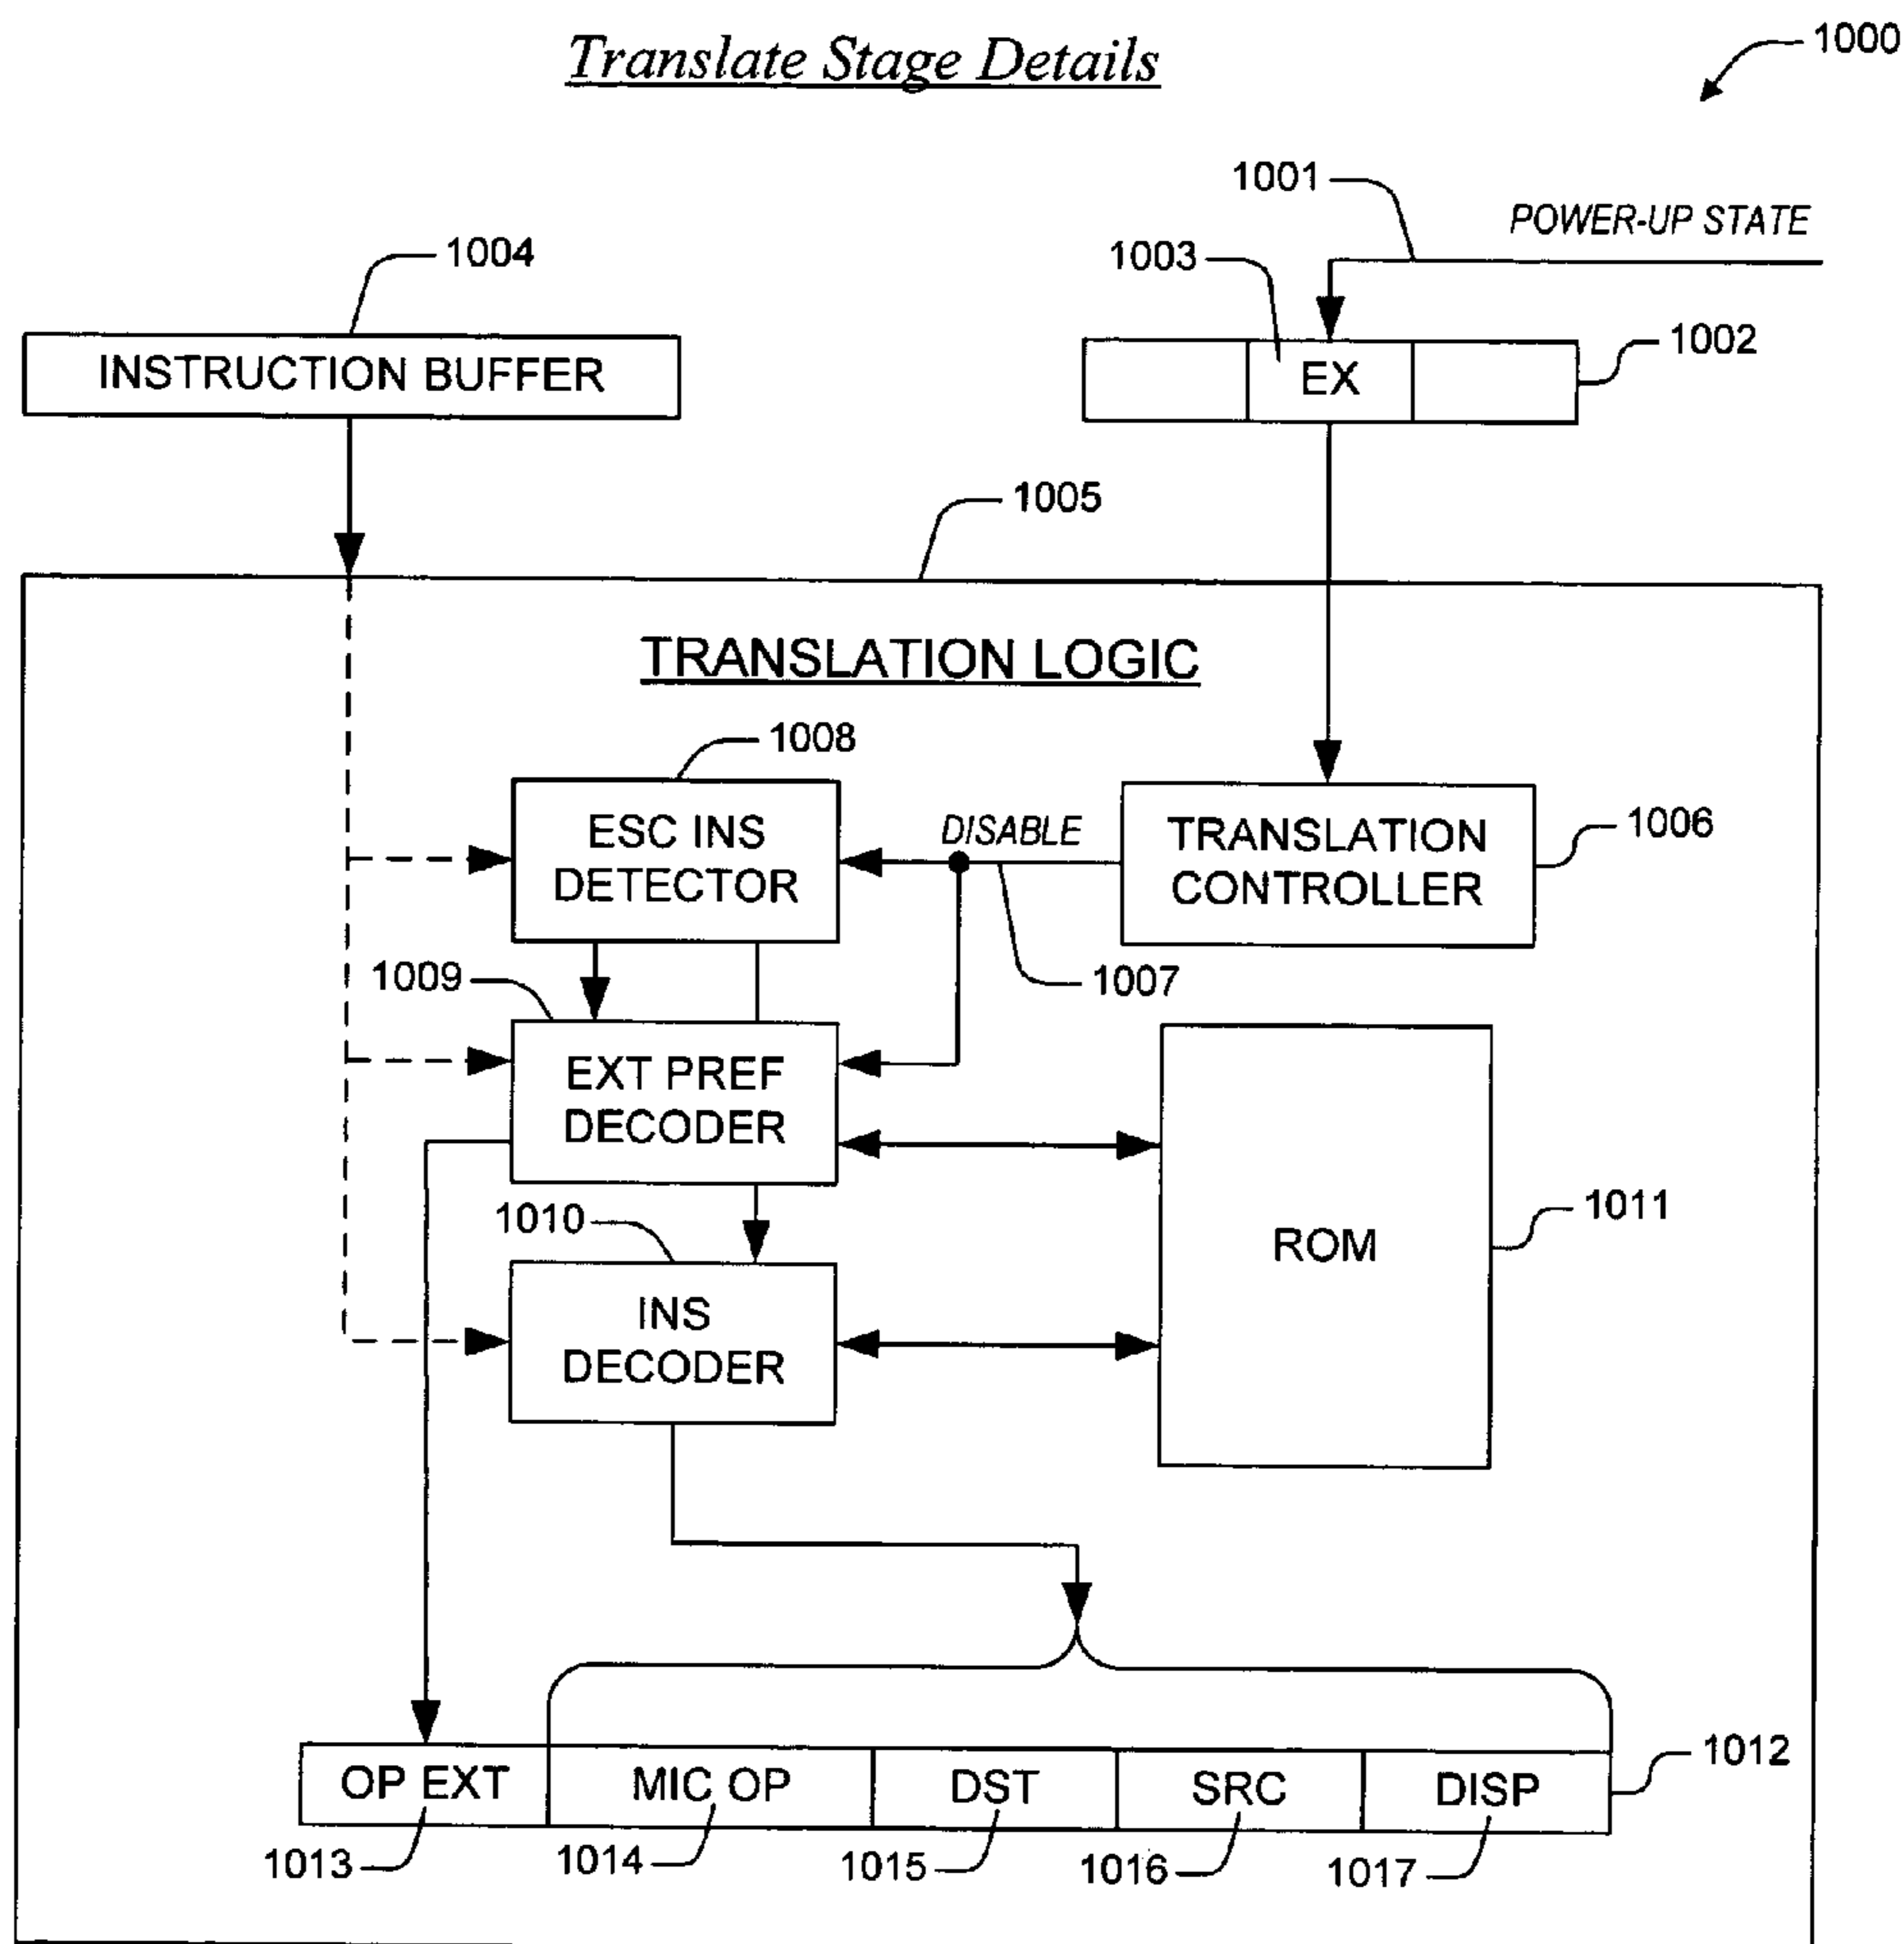 Translate Stage Details
1000
1001
POWER-UP STATE
1004
1003
INSTRUCTION BUFFER
EX
1002
1005
TRANSLATION LOGIC
1008
ESC INS
DETECTOR
DISABLE
TRANSLATION
CONTROLLER
1006
1009
1007
EXT PREF
DECODER
1010
ROM
1011
INS
DECODER
OP EXT
MIC OP
DST
SRC
DISP
1012
1013
1014
1015
1016
1017